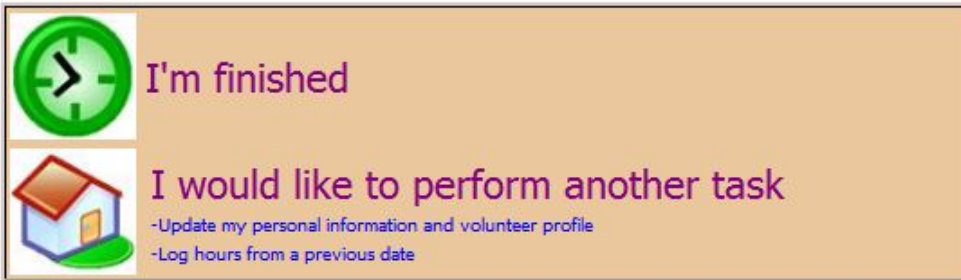 I'm finished
I would like to perform another task
-Update my personal information and volunteer profile
-Log hours from a previous date